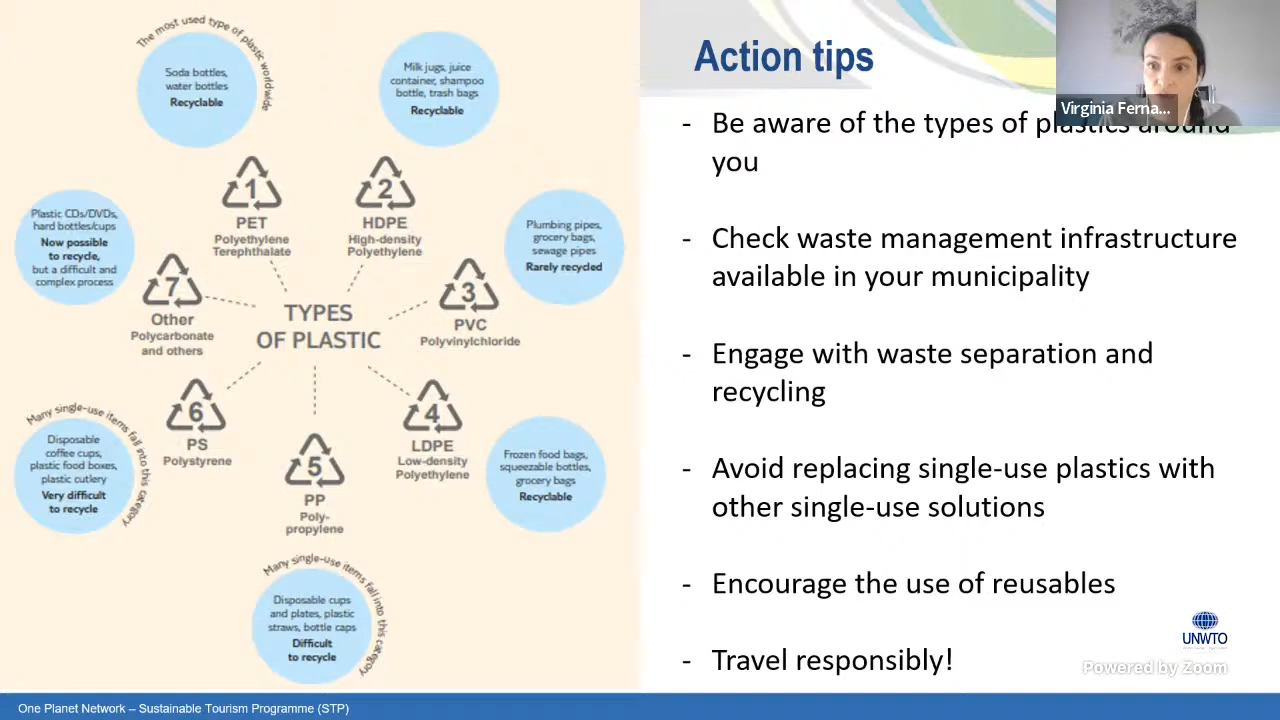 The most used type of plastic worldwide
Soda bottles,
water bottles
Recyclable
Milk jugs, juice
container, shampoo
bottle, trash bags
Recyclable
1
PET
Polyethylene
Terephthalate
2
HDPE
High-density
Polyethylene
Plastic CDs/DVDs,
hard bottles/cups
Now possible
to recycle,
but a difficult and
complex process
Plumbing pipes,
grocery bags,
sewage pipes
Rarely recycled
7
Other
Polycarbonate
and others
TYPES
OF PLASTIC
3
PVC
Polyvinylchloride
6
PS
Polystyrene
5
PP
Poly-
propylene
4
LDPE
Low-density
Polyethylene
Many single-use items fall into this category
Disposable
coffee cups,
plastic food boxes,
plastic cutlery
Very difficult
to recycle
Frozen food bags,
squeezable bottles,
grocery bags
Recyclable
Many single-use items fall into this category
Disposable cups
and plates, plastic
straws, bottle caps
Difficult
to recycle
Action tips
Virginia Ferna...
- Be aware of the types of plastics around
you
- Check waste management infrastructure
available in your municipality
- Engage with waste separation and
recycling
- Avoid replacing single-use plastics with
other single-use solutions
- Encourage the use of reusables
- Travel responsibly!
UNWTO
Powered by Zoom
One Planet Network – Sustainable Tourism Programme (STP)